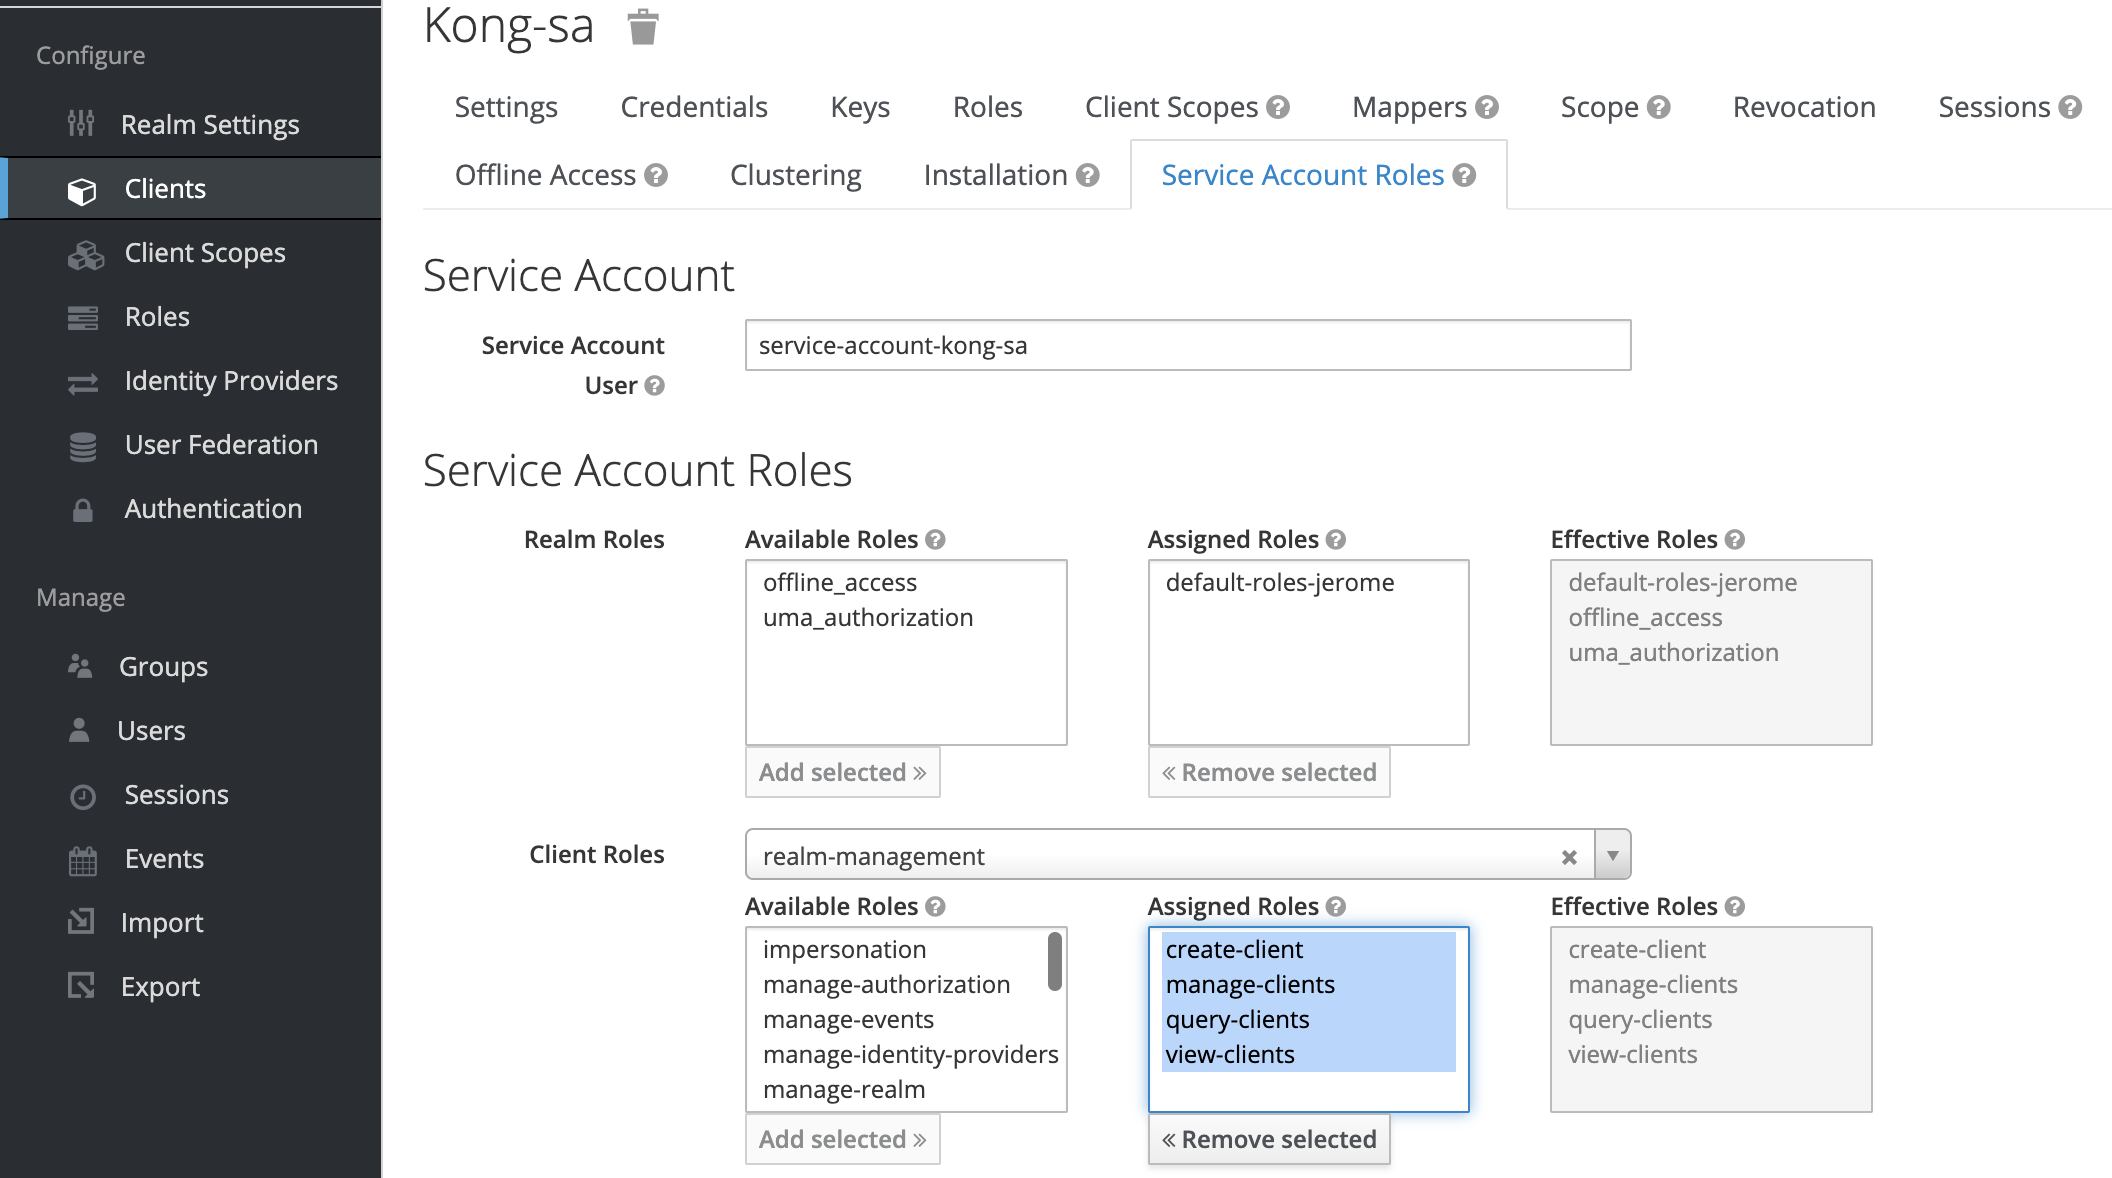 Configure
Realm Settings
Clients
Client Scopes
Roles
Identity Providers
User Federation
Authentication
Manage
Groups
Users
Sessions
Events
Import
Export
Kong-sa
Settings Credentials Keys Roles Client Scopes Mappers Scope Revocation Sessions
Offline Access Clustering Installation Service Account Roles
Service Account
Service Account User
service-account-kong-sa
Service Account Roles
Realm Roles
Available Roles
offline_access
uma_authorization
Add selected »
Assigned Roles
default-roles-jerome
« Remove selected
Effective Roles
default-roles-jerome
offline_access
uma_authorization
Client Roles
realm-management
Available Roles
impersonation
manage-authorization
manage-events
manage-identity-providers
manage-realm
Add selected »
Assigned Roles
create-client
manage-clients
query-clients
view-clients
« Remove selected
Effective Roles
create-client
manage-clients
query-clients
view-clients